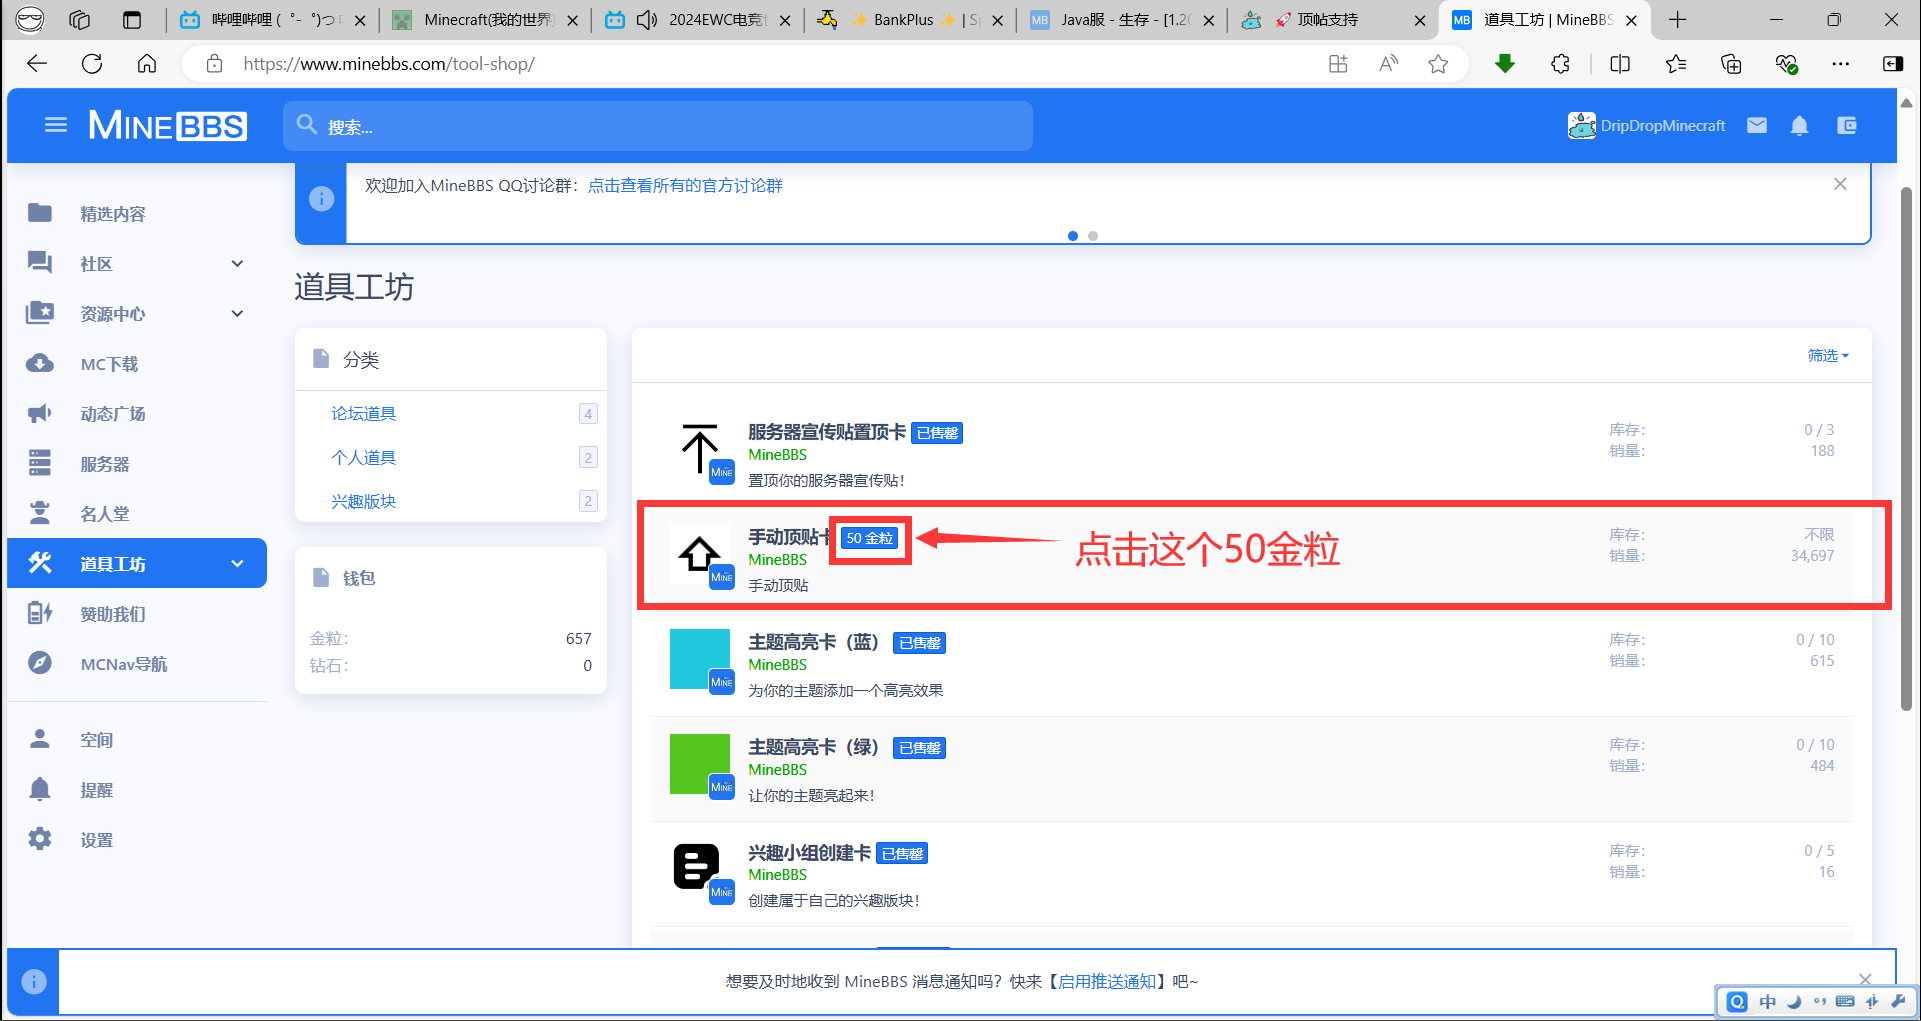 哔哩哔哩 (゜-゜)つ
Minecraft(我的世界)
2024EWC电竞
✨ BankPlus ✨ | S
Java服 - 生存 - [1.20
🚀 顶帖支持
道具工坊 | MineBBS
https://www.minebbs.com/tool-shop/
MINEBBS
搜索...
DripDropMinecraft
欢迎加入MineBBS QQ讨论群：点击查看所有的官方讨论群
精选内容
社区
资源中心
MC下载
动态广场
服务器
名人堂
道具工坊
赞助我们
MCNav导航
空间
提醒
设置
道具工坊
分类
论坛道具 4
个人道具 2
兴趣版块 2
钱包
金粒： 657
钻石： 0
筛选
服务器宣传贴置顶卡 已售罄
MineBBS
置顶你的服务器宣传贴！
库存： 0 / 3
销量： 188
MINE
手动顶贴卡 50 金粒
MineBBS
手动顶贴
点击这个50金粒
库存： 不限
销量： 34,697
MINE
主题高亮卡（蓝） 已售罄
MineBBS
为你的主题添加一个高亮效果
库存： 0 / 10
销量： 615
MINE
主题高亮卡（绿） 已售罄
MineBBS
让你的主题亮起来！
库存： 0 / 10
销量： 484
MINE
兴趣小组创建卡 已售罄
MineBBS
创建属于自己的兴趣版块！
库存： 0 / 5
销量： 16
MINE
想要及时地收到 MineBBS 消息通知吗？快来【启用推送通知】吧~
中